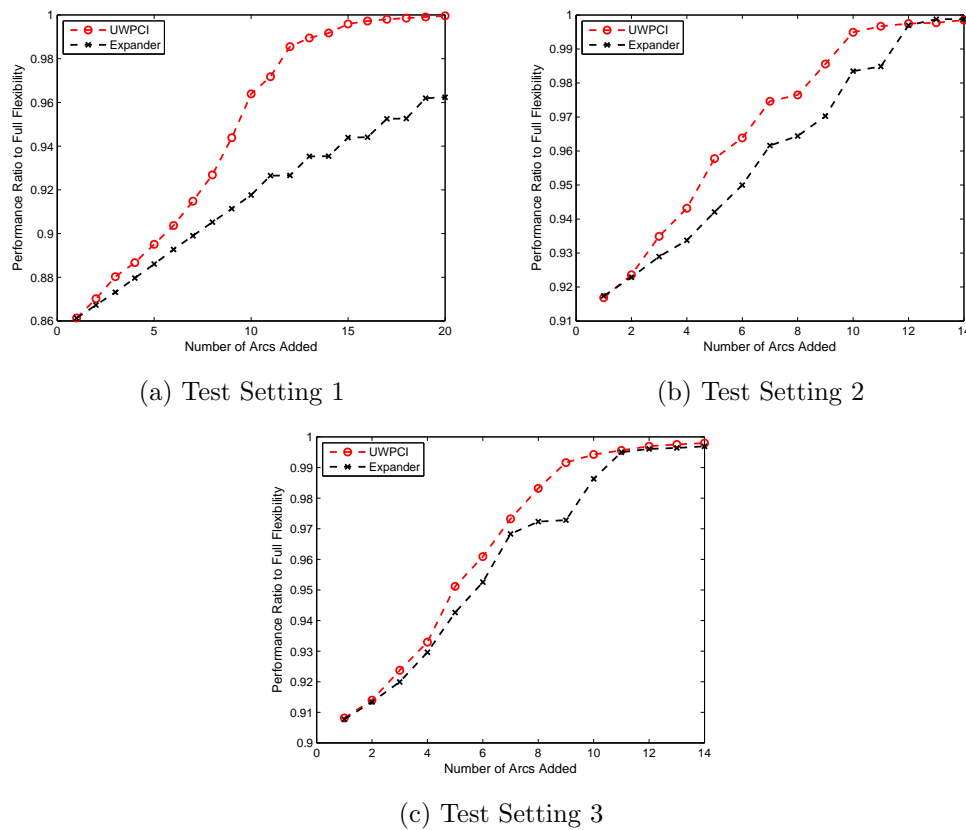 1
0.98
0.96
0.94
0.92
0.9
0.88
0.86
0 5 10 15 20
Performance Ratio to Full Flexibility
Number of Arcs Added
UWPCI
Expander
(a) Test Setting 1
1
0.99
0.98
0.97
0.96
0.95
0.94
0.93
0.92
0.91
0 2 4 6 8 10 12 14
Performance Ratio to Full Flexibility
Number of Arcs Added
UWPCI
Expander
(b) Test Setting 2
1
0.99
0.98
0.97
0.96
0.95
0.94
0.93
0.92
0.91
0.9
0 2 4 6 8 10 12 14
Performance Ratio to Full Flexibility
Number of Arcs Added
UWPCI
Expander
(c) Test Setting 3